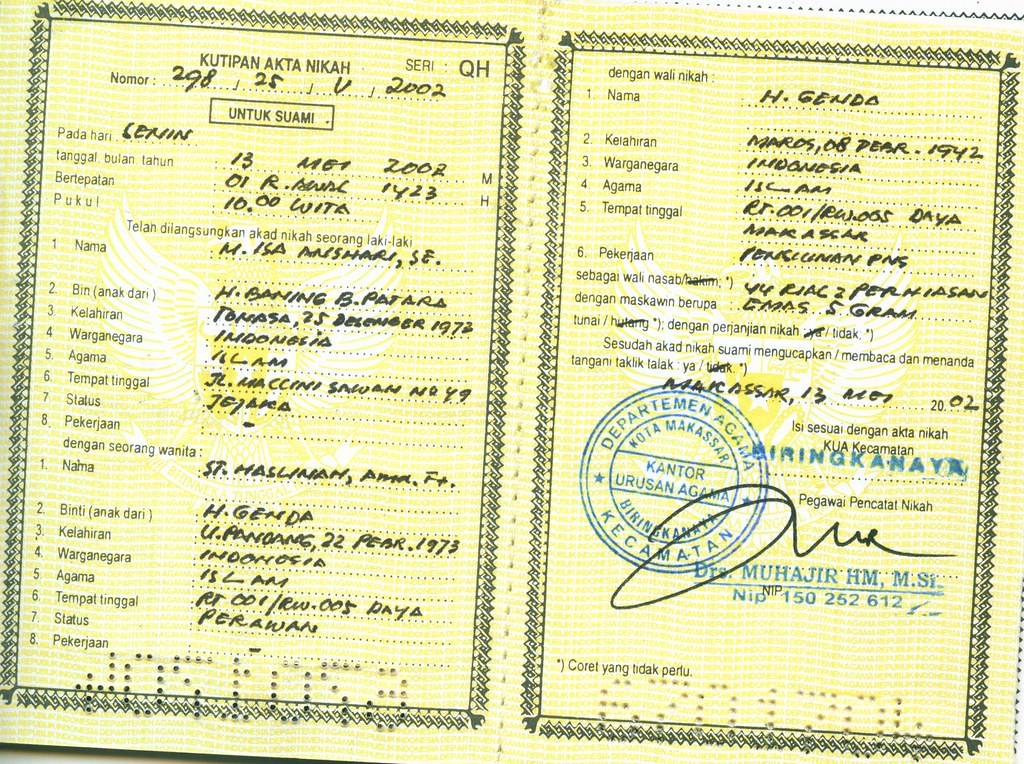 KUTIPAN AKTA NIKAH SERI : QH
Nomor : 298 / 25 / V / 2002
UNTUK SUAMI
Pada hari SENIN
tanggal, bulan, tahun 13 MEI 2002 M
Bertepatan 01 R. AWAL 1423 H
Pukul 10.00 WITA
Telah dilangsungkan akad nikah seorang laki-laki
1 Nama : M. ISA ANSHARI, SE.
2. Bin (anak dari) : H. BANING B. PATARA
3. Kelahiran : TOMASA, 25 DESEMBER 1972
4. Warganegara : INDONESIA
5. Agama : ISLAM
6. Tempat tinggal : JL. MACCINI SAWAH No 49
7 Status : JEJAKA
8. Pekerjaan : -
dengan seorang wanita :
1. Nama : ST. MASLINAH, AMR. Ft.
2. Binti (anak dari) : H. GENDA
3. Kelahiran : U. PANDANG, 22 PEBR. 1973
4. Warganegara : INDONESIA
5. Agama : ISLAM
6. Tempat tinggal : RT 001/RW.005 DAYA
7. Status : PERAWAN
8. Pekerjaan : -
dengan wali nikah :
1. Nama : H. GENDA
2. Kelahiran : MAROS, 08 PEBR. 1942
3. Warganegara : INDONESIA
4. Agama : ISLAM
5. Tempat tinggal : RT.001/RW.005 DAYA
MAKASSAR
6. Pekerjaan : PENSIUNAN PNS
sebagai wali nasab/hakim; *)
dengan maskawin berupa : 44 RIAL 2 PERHIASAN
EMAS 5 GRAM
tunai / hutang *); dengan perjanjian nikah : ya / tidak. *)
Sesudah akad nikah suami mengucapkan / membaca dan menanda
tangani taklik talak : ya / tidak. *)
MAKASSAR, 13 MEI 20.02
Isi sesuai dengan akta nikah
KUA Kecamatan
BIRINGKANAYA
DEPARTEMEN AGAMA
KOTA MAKASSAR
KANTOR
URUSAN AGAMA
BIRINGKANAYA
KECAMATAN
Pegawai Pencatat Nikah
Drs. MUHAJIR HM, M.Si.
NIP.
Nip 150 252 612
*) Coret yang tidak perlu.